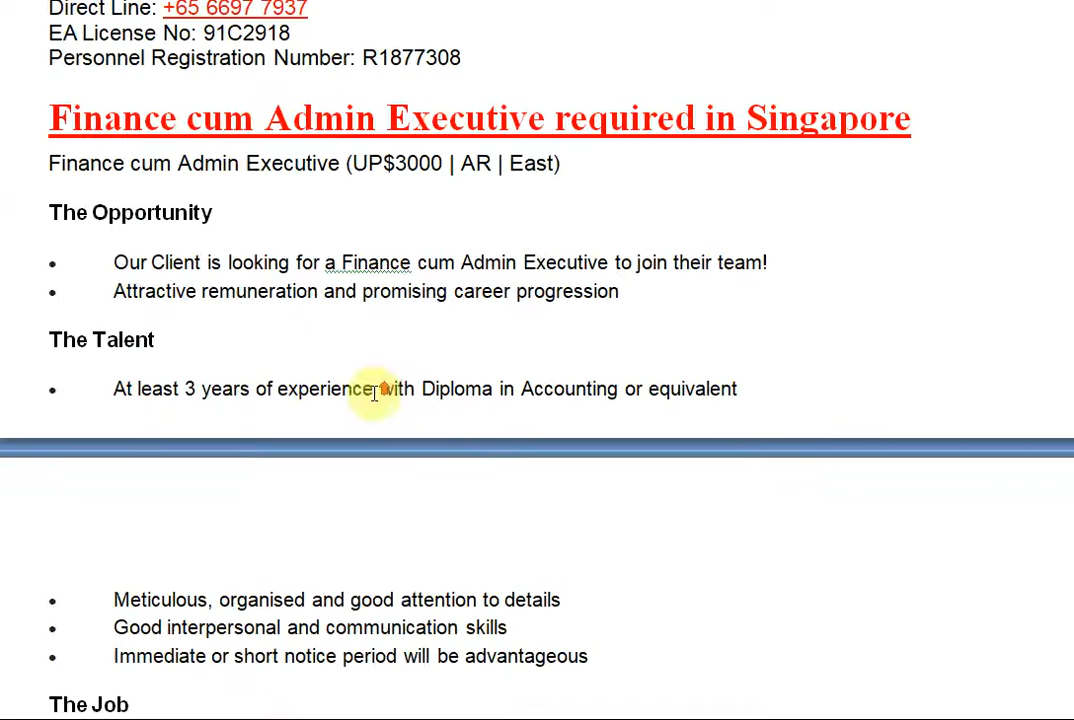 Direct Line: +65 6697 7937
EA License No: 91C2918
Personnel Registration Number: R1877308
Finance cum Admin Executive required in Singapore
Finance cum Admin Executive (UP$3000 | AR | East)
The Opportunity
• Our Client is looking for a Finance cum Admin Executive to join their team!
• Attractive remuneration and promising career progression
The Talent
• At least 3 years of experience with Diploma in Accounting or equivalent
• Meticulous, organised and good attention to details
• Good interpersonal and communication skills
• Immediate or short notice period will be advantageous
The Job